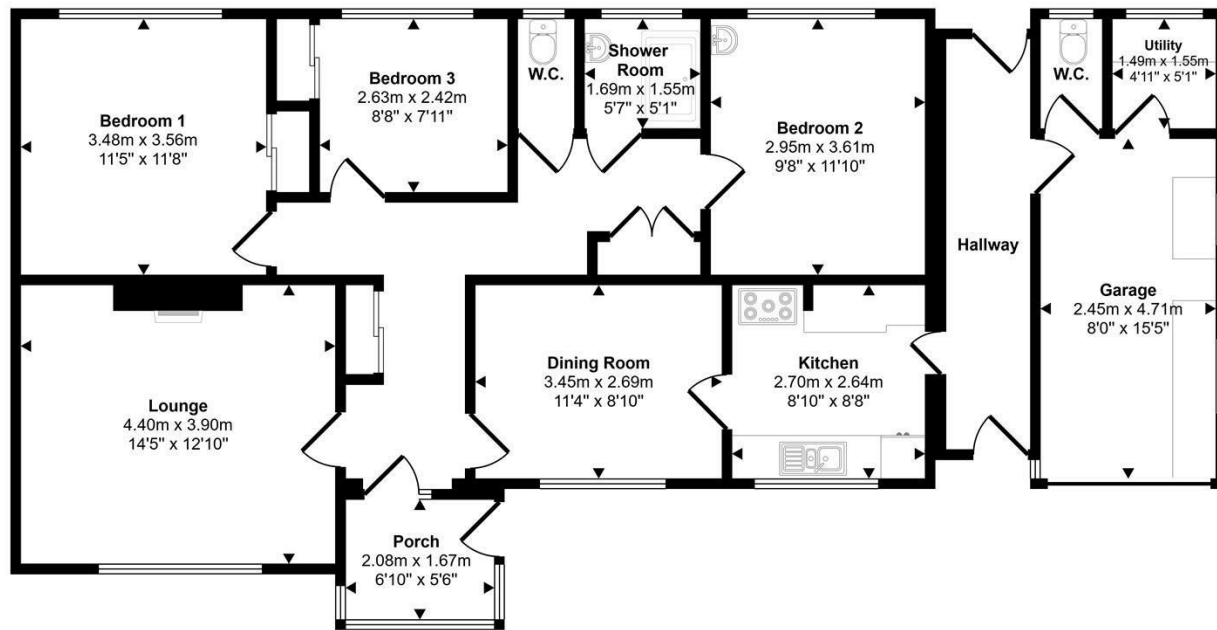 Bedroom 1
3.48m x 3.56m
11'5" x 11'8"
Bedroom 3
2.63m x 2.42m
8'8" x 7'11"
W.C.
Shower
Room
1.69m x 1.55m
5'7" x 5'1"
Bedroom 2
2.95m x 3.61m
9'8" x 11'10"
W.C.
Utility
1.49m x 1.55m
4'11" x 5'1"
Hallway
Garage
2.45m x 4.71m
8'0" x 15'5"
Lounge
4.40m x 3.90m
14'5" x 12'10"
Dining Room
3.45m x 2.69m
11'4" x 8'10"
Kitchen
2.70m x 2.64m
8'10" x 8'8"
Porch
2.08m x 1.67m
6'10" x 5'6"